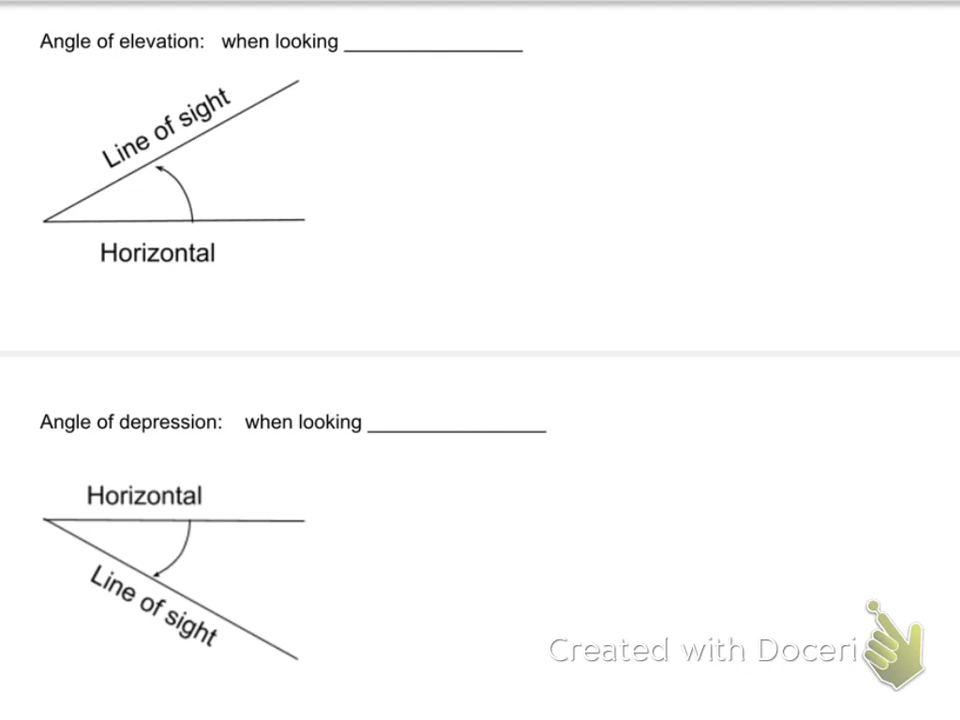 Angle of elevation: when looking ________________
Line of sight
Horizontal
Angle of depression: when looking ________________
Horizontal
Line of sight
Created with Doceri